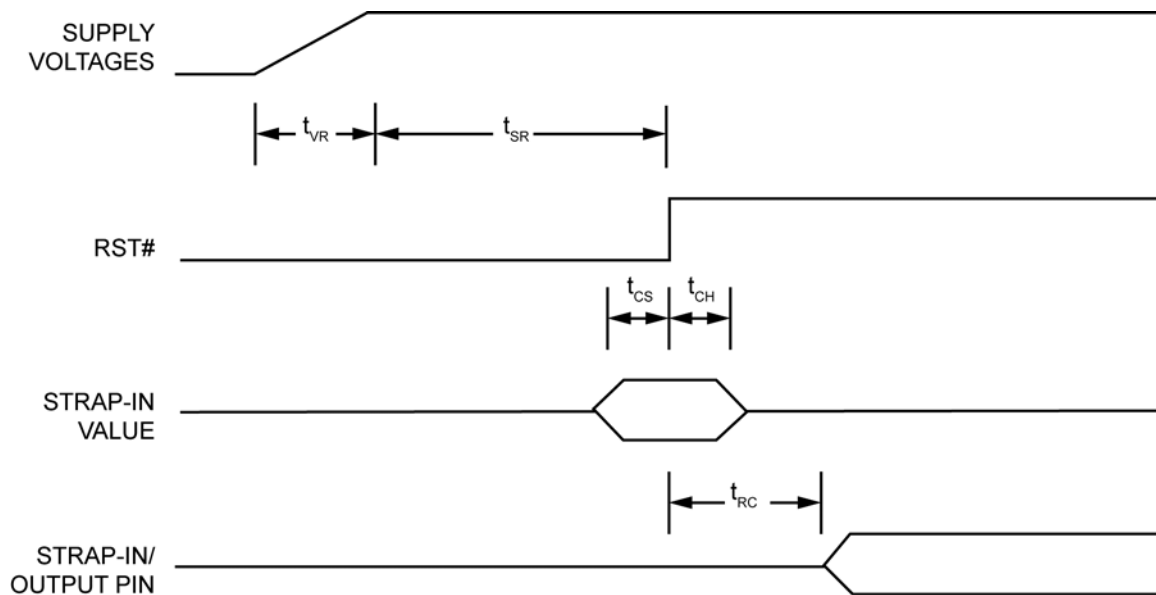 SUPPLY
VOLTAGES
tVR
tSR
RST#
tCS
tCH
STRAP-IN
VALUE
tRC
STRAP-IN/
OUTPUT PIN